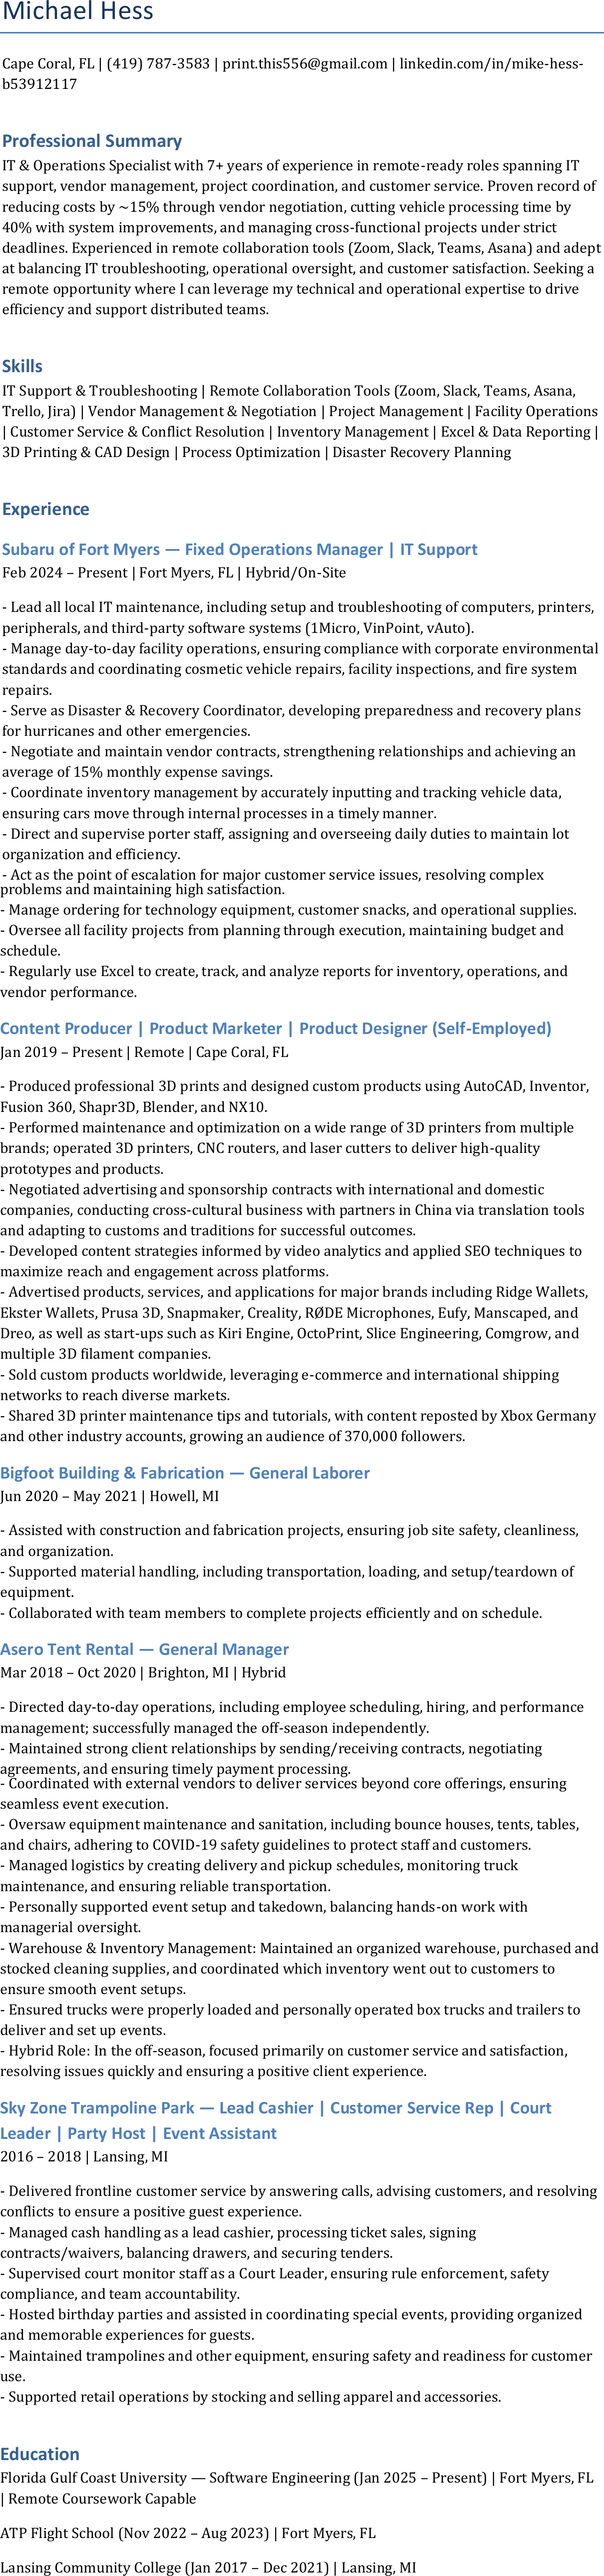 Michael Hess
Cape Coral, FL | (419) 787-3583 | print.this556@gmail.com | linkedin.com/in/mike-hess-
b53912117
Professional Summary
IT & Operations Specialist with 7+ years of experience in remote-ready roles spanning IT
support, vendor management, project coordination, and customer service. Proven record of
reducing costs by ~15% through vendor negotiation, cutting vehicle processing time by
40% with system improvements, and managing cross-functional projects under strict
deadlines. Experienced in remote collaboration tools (Zoom, Slack, Teams, Asana) and adept
at balancing IT troubleshooting, operational oversight, and customer satisfaction. Seeking a
remote opportunity where I can leverage my technical and operational expertise to drive
efficiency and support distributed teams.
Skills
IT Support & Troubleshooting | Remote Collaboration Tools (Zoom, Slack, Teams, Asana,
Trello, Jira) | Vendor Management & Negotiation | Project Management | Facility Operations
| Customer Service & Conflict Resolution | Inventory Management | Excel & Data Reporting |
3D Printing & CAD Design | Process Optimization | Disaster Recovery Planning
Experience
Subaru of Fort Myers — Fixed Operations Manager | IT Support
Feb 2024 – Present | Fort Myers, FL | Hybrid/On-Site
- Lead all local IT maintenance, including setup and troubleshooting of computers, printers,
peripherals, and third-party software systems (1Micro, VinPoint, vAuto).
- Manage day-to-day facility operations, ensuring compliance with corporate environmental
standards and coordinating cosmetic vehicle repairs, facility inspections, and fire system
repairs.
- Serve as Disaster & Recovery Coordinator, developing preparedness and recovery plans
for hurricanes and other emergencies.
- Negotiate and maintain vendor contracts, strengthening relationships and achieving an
average of 15% monthly expense savings.
- Coordinate inventory management by accurately inputting and tracking vehicle data,
ensuring cars move through internal processes in a timely manner.
- Direct and supervise porter staff, assigning and overseeing daily duties to maintain lot
organization and efficiency.
- Act as the point of escalation for major customer service issues, resolving complex
problems and maintaining high satisfaction.
- Manage ordering for technology equipment, customer snacks, and operational supplies.
- Oversee all facility projects from planning through execution, maintaining budget and
schedule.
- Regularly use Excel to create, track, and analyze reports for inventory, operations, and
vendor performance.
Content Producer | Product Marketer | Product Designer (Self-Employed)
Jan 2019 – Present | Remote | Cape Coral, FL
- Produced professional 3D prints and designed custom products using AutoCAD, Inventor,
Fusion 360, Shapr3D, Blender, and NX10.
- Performed maintenance and optimization on a wide range of 3D printers from multiple
brands; operated 3D printers, CNC routers, and laser cutters to deliver high-quality
prototypes and products.
- Negotiated advertising and sponsorship contracts with international and domestic
companies, conducting cross-cultural business with partners in China via translation tools
and adapting to customs and traditions for successful outcomes.
- Developed content strategies informed by video analytics and applied SEO techniques to
maximize reach and engagement across platforms.
- Advertised products, services, and applications for major brands including Ridge Wallets,
Ekster Wallets, Prusa 3D, Snapmaker, Creality, RØDE Microphones, Eufy, Manscaped, and
Dreo, as well as start-ups such as Kiri Engine, OctoPrint, Slice Engineering, Comgrow, and
multiple 3D filament companies.
- Sold custom products worldwide, leveraging e-commerce and international shipping
networks to reach diverse markets.
- Shared 3D printer maintenance tips and tutorials, with content reposted by Xbox Germany
and other industry accounts, growing an audience of 370,000 followers.
Bigfoot Building & Fabrication — General Laborer
Jun 2020 – May 2021 | Howell, MI
- Assisted with construction and fabrication projects, ensuring job site safety, cleanliness,
and organization.
- Supported material handling, including transportation, loading, and setup/teardown of
equipment.
- Collaborated with team members to complete projects efficiently and on schedule.
Asero Tent Rental — General Manager
Mar 2018 – Oct 2020 | Brighton, MI | Hybrid
- Directed day-to-day operations, including employee scheduling, hiring, and performance
management; successfully managed the off-season independently.
- Maintained strong client relationships by sending/receiving contracts, negotiating
agreements, and ensuring timely payment processing.
- Coordinated with external vendors to deliver services beyond core offerings, ensuring
seamless event execution.
- Oversaw equipment maintenance and sanitation, including bounce houses, tents, tables,
and chairs, adhering to COVID-19 safety guidelines to protect staff and customers.
- Managed logistics by creating delivery and pickup schedules, monitoring truck
maintenance, and ensuring reliable transportation.
- Personally supported event setup and takedown, balancing hands-on work with
managerial oversight.
- Warehouse & Inventory Management: Maintained an organized warehouse, purchased and
stocked cleaning supplies, and coordinated which inventory went out to customers to
ensure smooth event setups.
- Ensured trucks were properly loaded and personally operated box trucks and trailers to
deliver and set up events.
- Hybrid Role: In the off-season, focused primarily on customer service and satisfaction,
resolving issues quickly and ensuring a positive client experience.
Sky Zone Trampoline Park — Lead Cashier | Customer Service Rep | Court
Leader | Party Host | Event Assistant
2016 – 2018 | Lansing, MI
- Delivered frontline customer service by answering calls, advising customers, and resolving
conflicts to ensure a positive guest experience.
- Managed cash handling as a lead cashier, processing ticket sales, signing
contracts/waivers, balancing drawers, and securing tenders.
- Supervised court monitor staff as a Court Leader, ensuring rule enforcement, safety
compliance, and team accountability.
- Hosted birthday parties and assisted in coordinating special events, providing organized
and memorable experiences for guests.
- Maintained trampolines and other equipment, ensuring safety and readiness for customer
use.
- Supported retail operations by stocking and selling apparel and accessories.
Education
Florida Gulf Coast University — Software Engineering (Jan 2025 – Present) | Fort Myers, FL
| Remote Coursework Capable
ATP Flight School (Nov 2022 – Aug 2023) | Fort Myers, FL
Lansing Community College (Jan 2017 – Dec 2021) | Lansing, MI